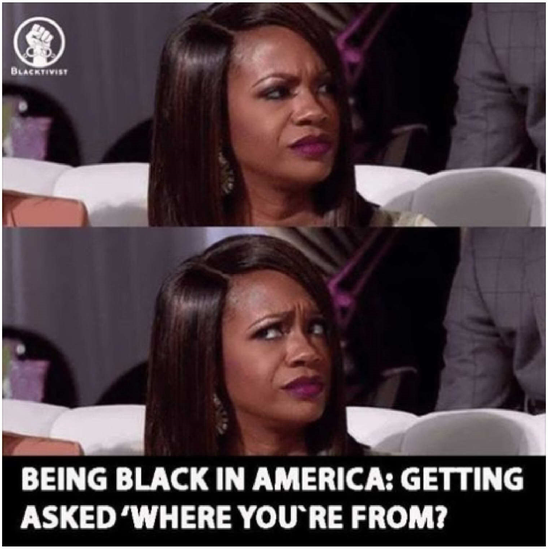 BLACKTIVIST
BEING BLACK IN AMERICA: GETTING
ASKED ‘WHERE YOU`RE FROM?